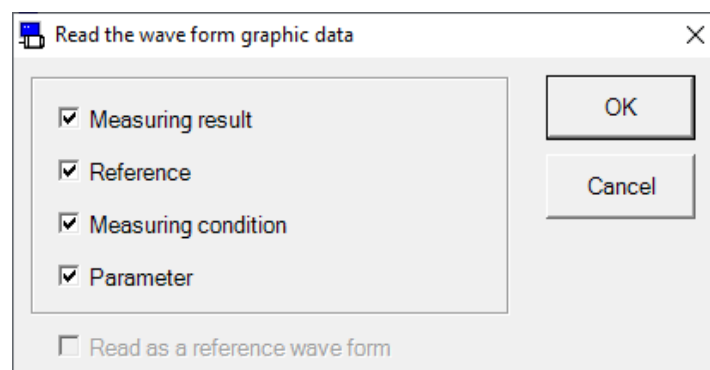 Read the wave form graphic data
Measuring result
OK
Reference
Cancel
Measuring condition
Parameter
Read as a reference wave form